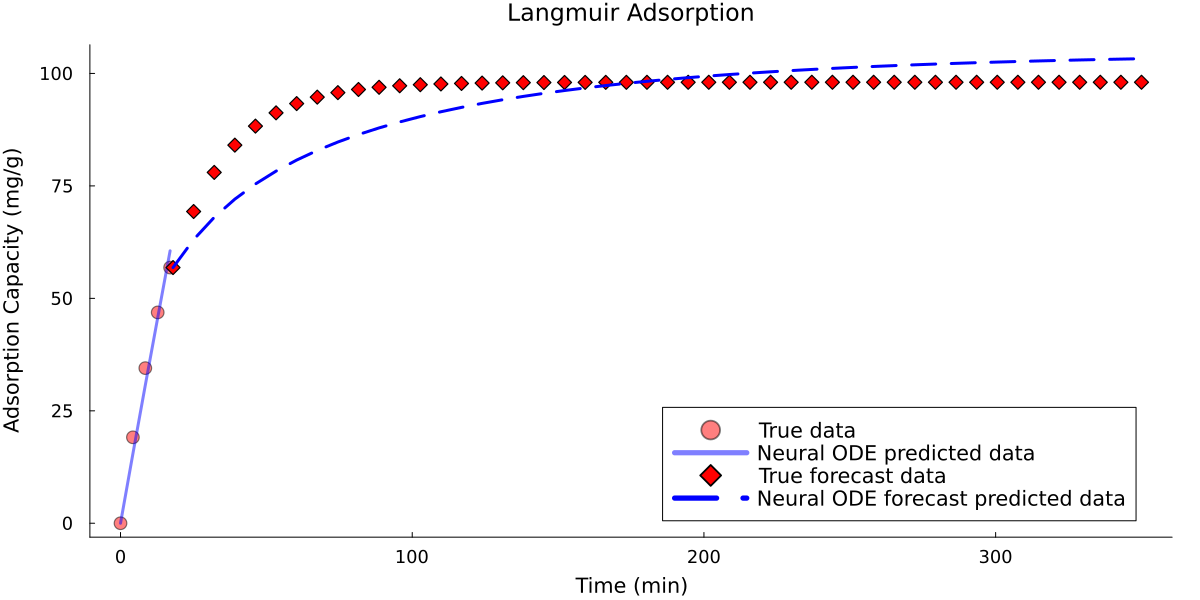 Langmuir Adsorption
Adsorption Capacity (mg/g)
100
75
50
25
0
0
100
200
300
Time (min)
True data
Neural ODE predicted data
True forecast data
Neural ODE forecast predicted data